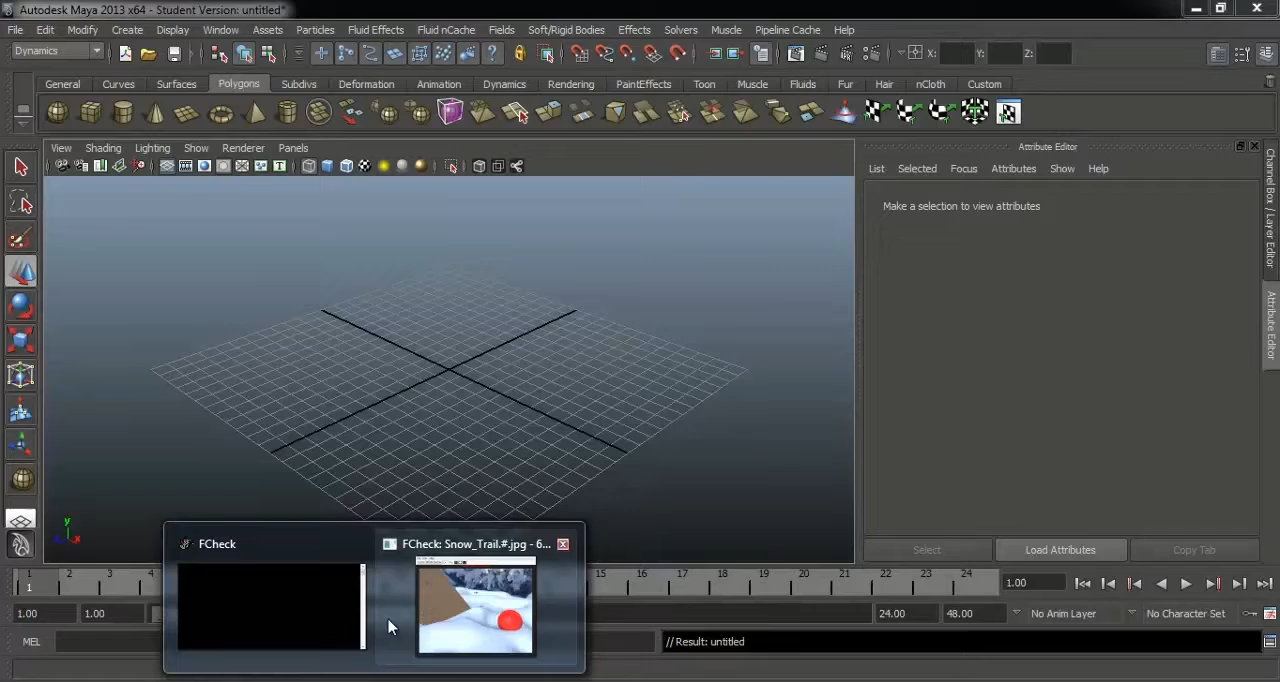 Autodesk Maya 2013 x64 - Student Version: untitled*
File Edit Modify Create Display Window Assets Particles Fluid Effects Fluid nCache Fields Soft/Rigid Bodies Effects Solvers Muscle Pipeline Cache Help
Dynamics X: Y: Z:
General Curves Surfaces Polygons Subdivs Deformation Animation Dynamics Rendering PaintEffects Toon Muscle Fluids Fur Hair nCloth Custom
View Shading Lighting Show Renderer Panels
Attribute Editor
List Selected Focus Attributes Show Help
Make a selection to view attributes
Channel Box / Layer Editor
Attribute Editor
y
x
FCheck
FCheck: Snow_Trail.#.jpg - 6...
Select Load Attributes Copy Tab
1 2 3 4 15 16 17 18 19 20 21 22 23 24
1 1.00
1.00 1.00 24.00 48.00 No Anim Layer No Character Set
MEL // Result: untitled